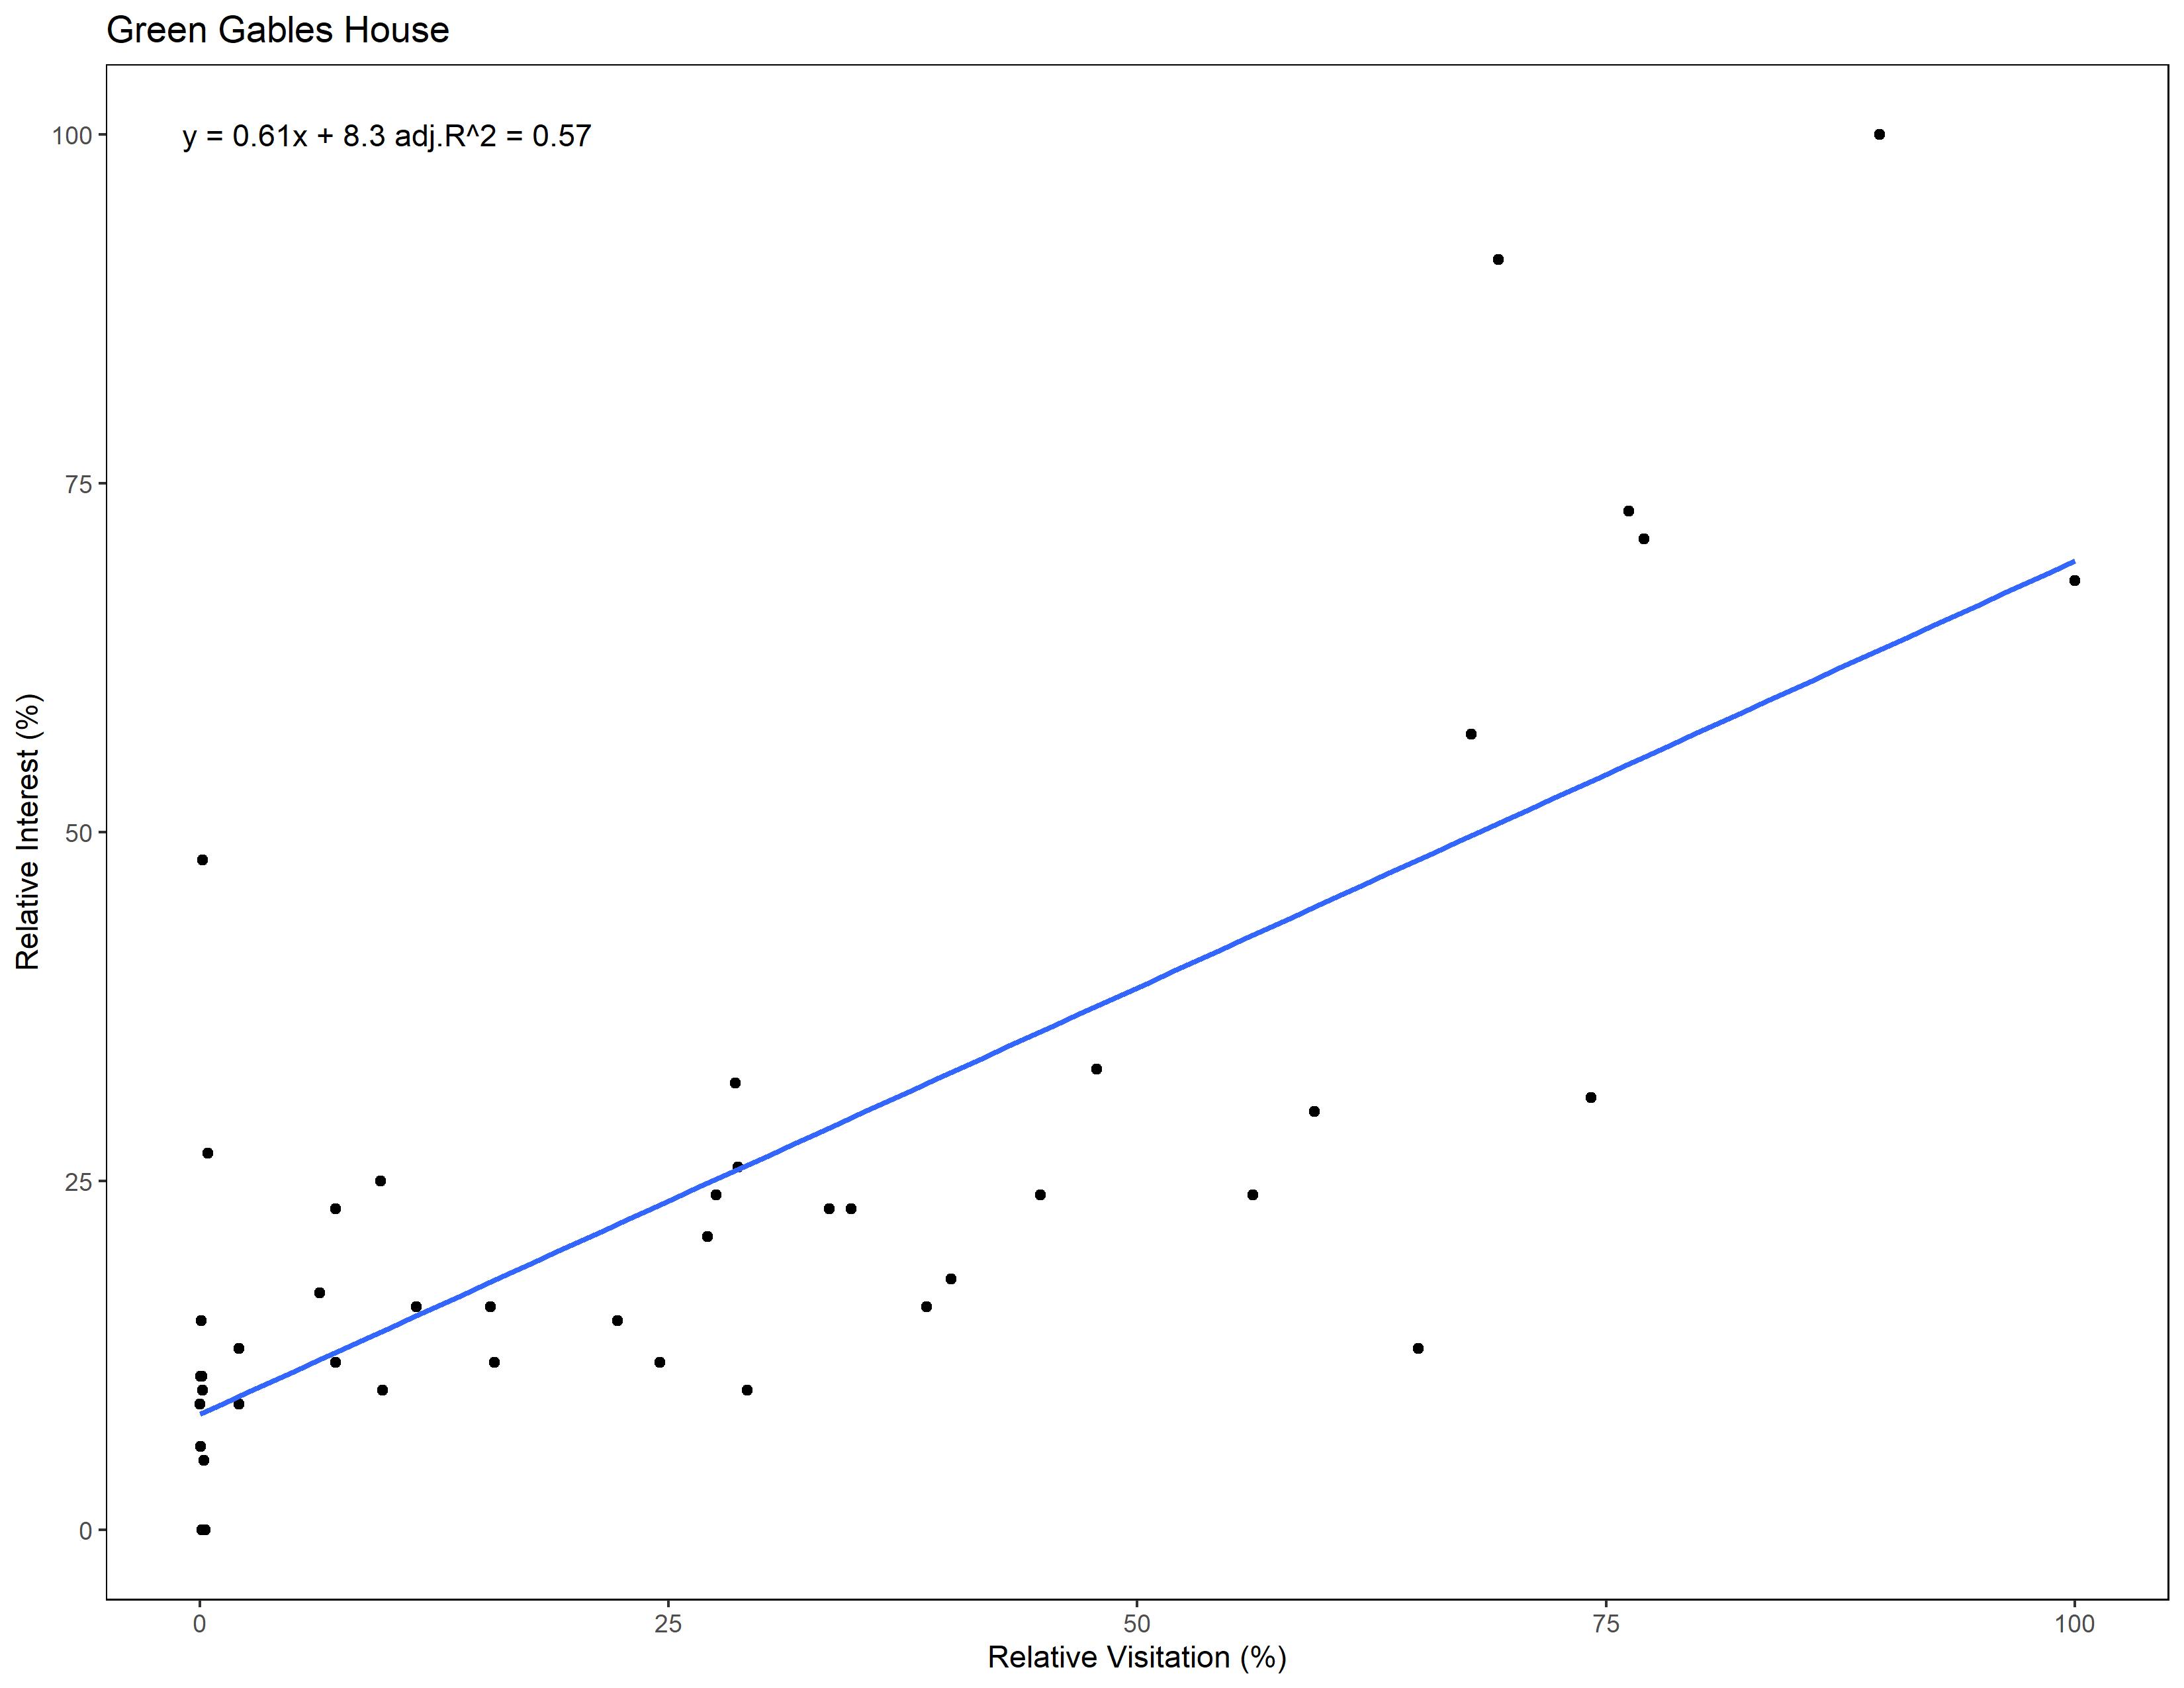 Green Gables House
y = 0.61x + 8.3 adj.R^2 = 0.57
100
75
50
25
0
Relative Interest (%)
0 25 50 75 100
Relative Visitation (%)